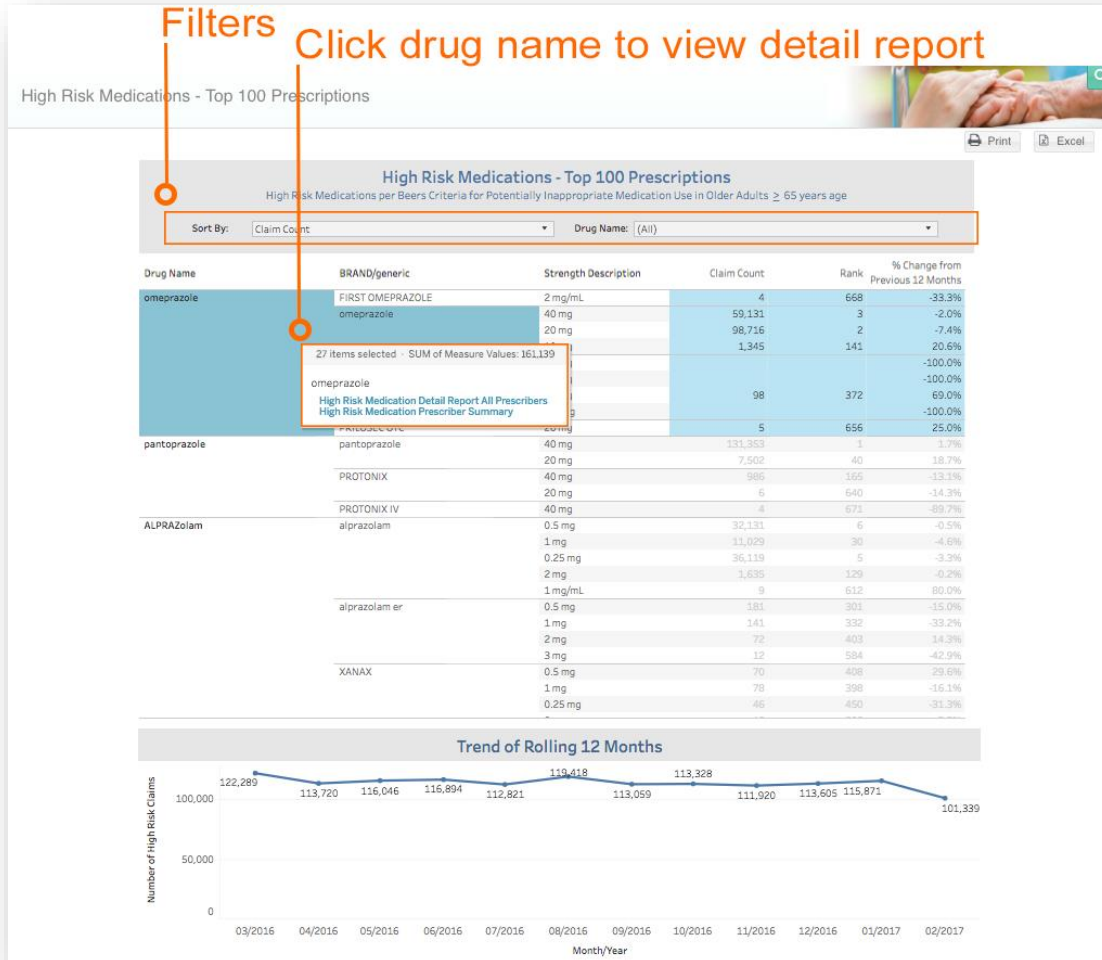 Filters
Click drug name to view detail report
High Risk Medications - Top 100 Prescriptions
Print Excel
High Risk Medications - Top 100 Prescriptions
High Risk Medications per Beers Criteria for Potentially Inappropriate Medication Use in Older Adults ≥ 65 years age
Sort By: Claim Count Drug Name: (All)
Drug Name BRAND/generic Strength Description Claim Count Rank % Change from Previous 12 Months
omeprazole FIRST OMEPRAZOLE 2 mg/mL 4 668 -33.3%
omeprazole 40 mg 59,131 3 -2.0%
20 mg 98,716 2 -7.4%
1,345 141 20.6%
27 items selected · SUM of Measure Values: 161,139
-100.0%
omeprazole
-100.0%
High Risk Medication Detail Report All Prescribers
98 372 69.0%
High Risk Medication Prescriber Summary
-100.0%
PRILOSEC OTC 20 mg 5 656 25.0%
pantoprazole pantoprazole 40 mg 131,353 1 1.7%
20 mg 7,502 40 18.7%
PROTONIX 40 mg 986 165 -13.1%
20 mg 6 640 -14.3%
PROTONIX IV 40 mg 4 671 -89.7%
ALPRAZolam alprazolam 0.5 mg 32,131 6 -0.5%
1 mg 11,029 30 -4.6%
0.25 mg 36,119 5 -3.3%
2 mg 1,635 129 -0.2%
1 mg/mL 9 612 80.0%
alprazolam er 0.5 mg 181 301 -15.0%
1 mg 141 332 -33.2%
2 mg 72 403 14.3%
3 mg 12 584 -42.9%
XANAX 0.5 mg 70 408 29.6%
1 mg 78 398 -16.1%
0.25 mg 46 450 -31.3%
Trend of Rolling 12 Months
Number of High Risk Claims
100,000
50,000
0
122,289 113,720 116,046 116,894 112,821 119,418 113,059 113,328 111,920 113,605 115,871 101,339
03/2016 04/2016 05/2016 06/2016 07/2016 08/2016 09/2016 10/2016 11/2016 12/2016 01/2017 02/2017
Month/Year